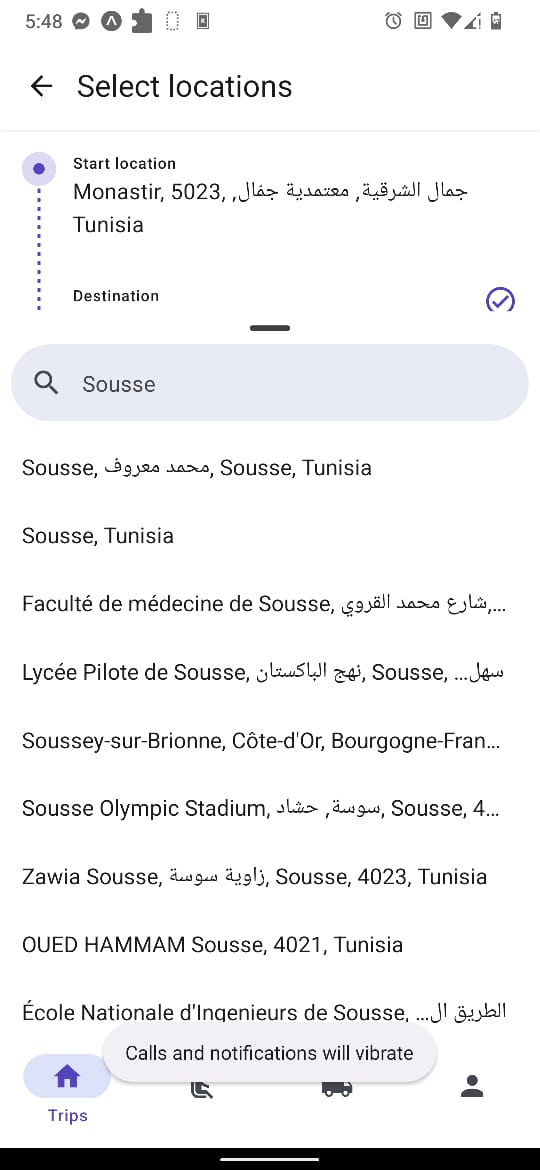 5:48
Select locations
Start location
Monastir, 5023, ,جمال الشرقية, معتمدية جمّال
Tunisia
Destination
Sousse
Sousse, محمد معروف, Sousse, Tunisia
Sousse, Tunisia
Faculté de médecine de Sousse, شارع محمد القروي,...
Lycée Pilote de Sousse, نهج الباكستان, Sousse, سهل...
Soussey-sur-Brionne, Côte-d'Or, Bourgogne-Fran...
Sousse Olympic Stadium, سوسة, حشاد, Sousse, 4...
Zawia Sousse, زاوية سوسة, Sousse, 4023, Tunisia
OUED HAMMAM Sousse, 4021, Tunisia
École Nationale d'Ingenieurs de Sousse, الطريق ال...
Calls and notifications will vibrate
Trips